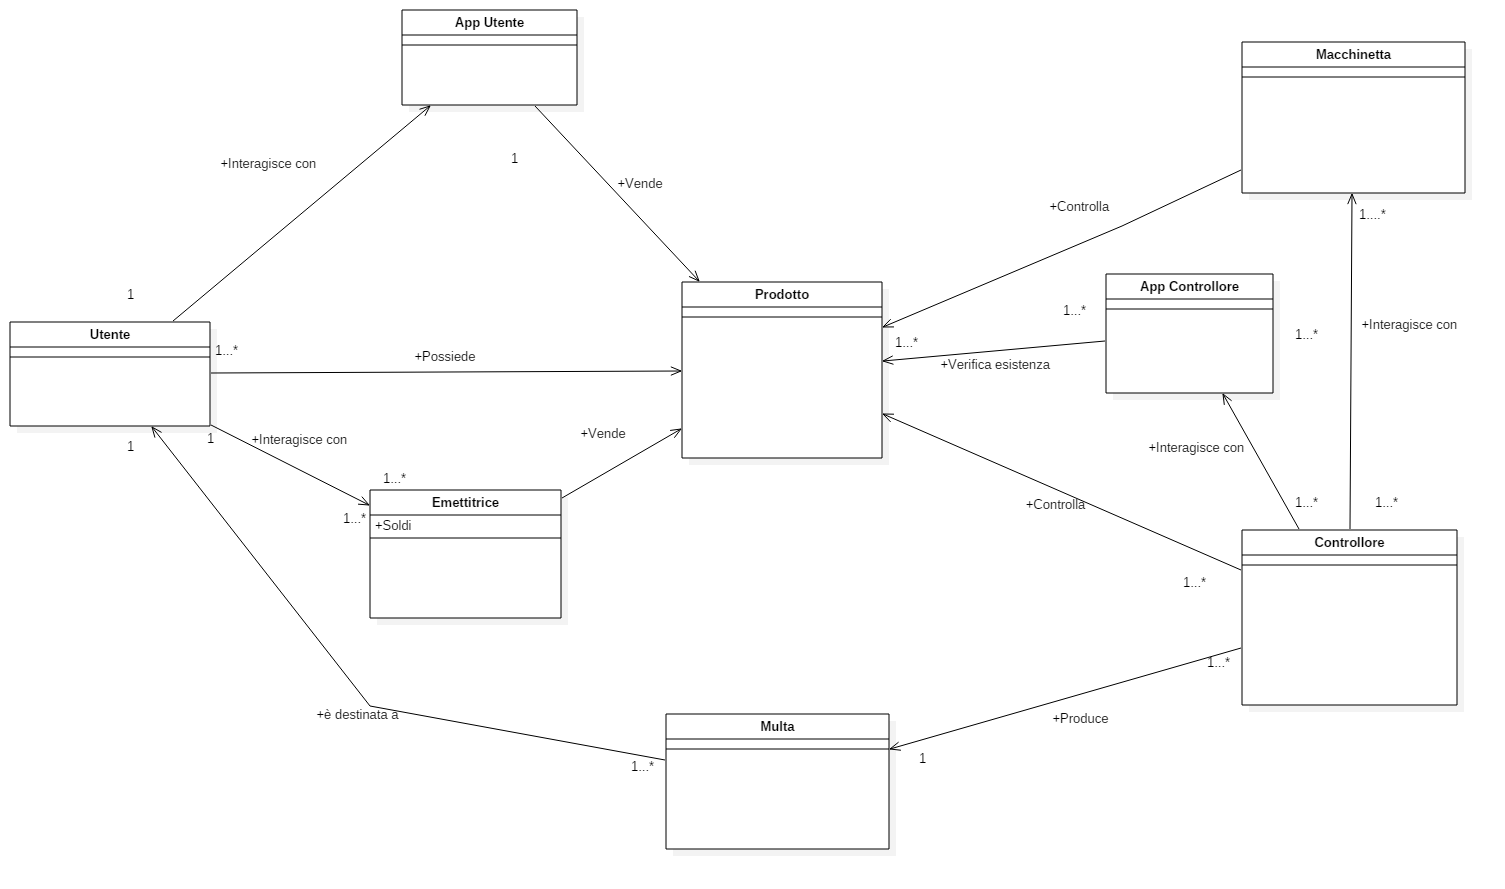 App Utente
Macchinetta
+Interagisce con
1
+Vende
+Controlla
1....*
App Controllore
Prodotto
1
1...*
+Interagisce con
1...*
Utente
1...*
1...*
+Possiede
+Verifica esistenza
+Vende
1
+Interagisce con
1
+Interagisce con
1...*
Emettitrice
1...*
1...*
+Controlla
1...*
+Soldi
Controllore
1...*
1...*
+è destinata a
+Produce
Multa
1
1...*